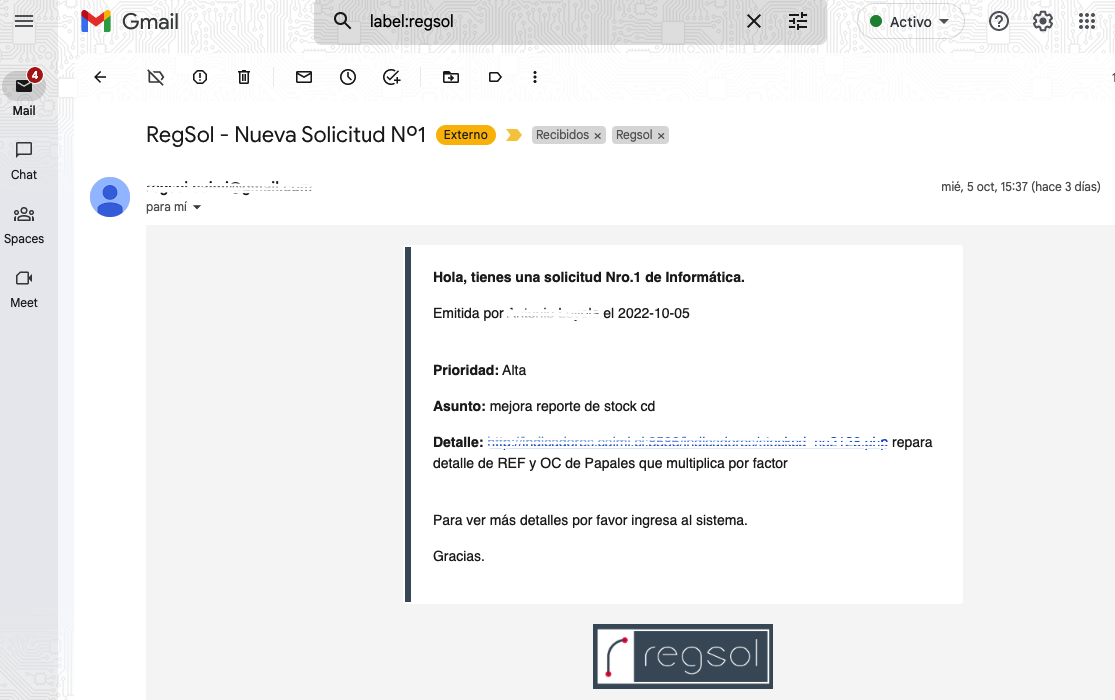 Gmail
label:regsol
Activo
4
Mail
Chat
Spaces
Meet
RegSol - Nueva Solicitud Nº1 Externo Recibidos × Regsol ×
mié, 5 oct, 15:37 (hace 3 días)
para mí
Hola, tienes una solicitud Nro.1 de Informática.
Emitida por el 2022-10-05
Prioridad: Alta
Asunto: mejora reporte de stock cd
Detalle: repara
detalle de REF y OC de Papales que multiplica por factor
Para ver más detalles por favor ingresa al sistema.
Gracias.
regsol